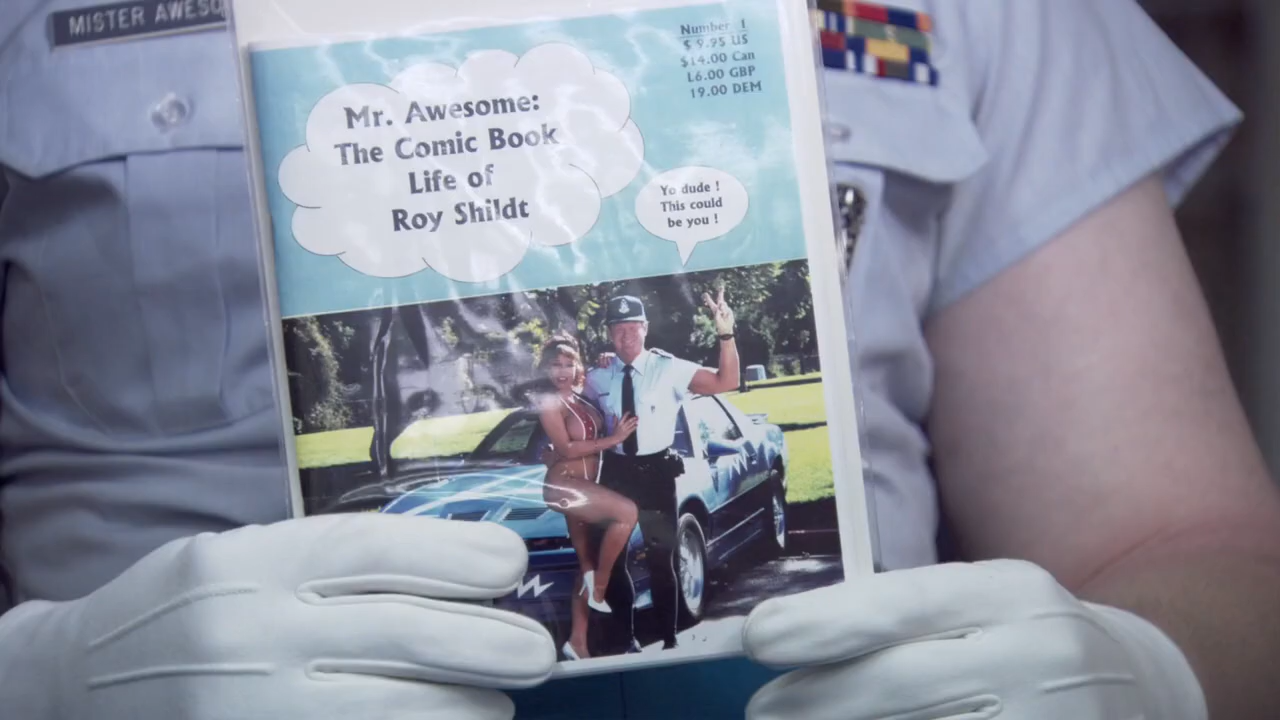 MISTER AWESO
Number 1
$ 9.95 US
$14.00 Can
L6.00 GBP
19.00 DEM
Mr. Awesome:
The Comic Book
Life of
Roy Shildt
Yo dude !
This could
be you !